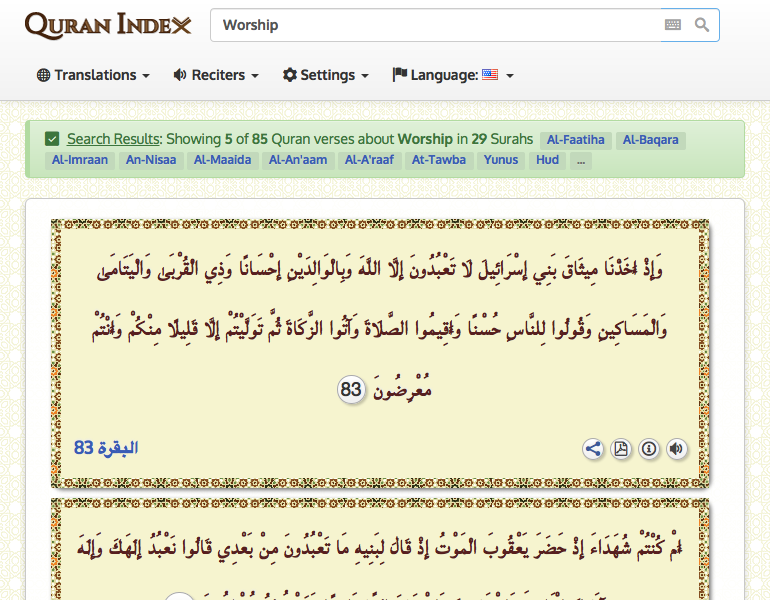 QURAN INDEX
Worship
Translations Reciters Settings Language:
Search Results: Showing 5 of 85 Quran verses about Worship in 29 Surahs Al-Faatiha Al-Baqara
Al-Imraan An-Nisaa Al-Maaida Al-An'aam Al-A'raaf At-Tawba Yunus Hud ...
وَإِذْ أَخَذْنَا مِيثَاقَ بَنِي إِسْرَائِيلَ لَا تَعْبُدُونَ إِلَّا اللَّهَ وَبِالْوَالِدَيْنِ إِحْسَانًا وَذِي الْقُرْبَىٰ وَالْيَتَامَىٰ
وَالْمَسَاكِينِ وَقُولُوا لِلنَّاسِ حُسْنًا وَأَقِيمُوا الصَّلَاةَ وَآتُوا الزَّكَاةَ ثُمَّ تَوَلَّيْتُمْ إِلَّا قَلِيلًا مِنْكُمْ وَأَنْتُمْ
مُعْرِضُونَ 83
البقرة 83
أَمْ كُنْتُمْ شُهَدَاءَ إِذْ حَضَرَ يَعْقُوبَ الْمَوْتُ إِذْ قَالَ لِبَنِيهِ مَا تَعْبُدُونَ مِنْ بَعْدِي قَالُوا نَعْبُدُ إِلَٰهَكَ وَإِلَٰهَ